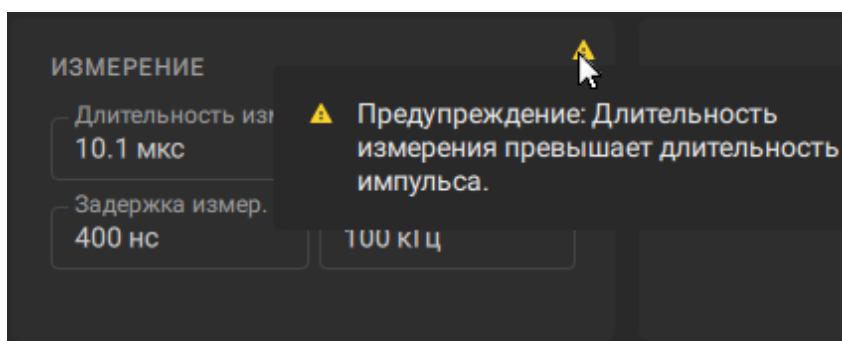 ИЗМЕРЕНИЕ
Длительность изм
10.1 мкс
Предупреждение: Длительность
измерения превышает длительность
импульса.
Задержка измер.
400 нс
100 кГц